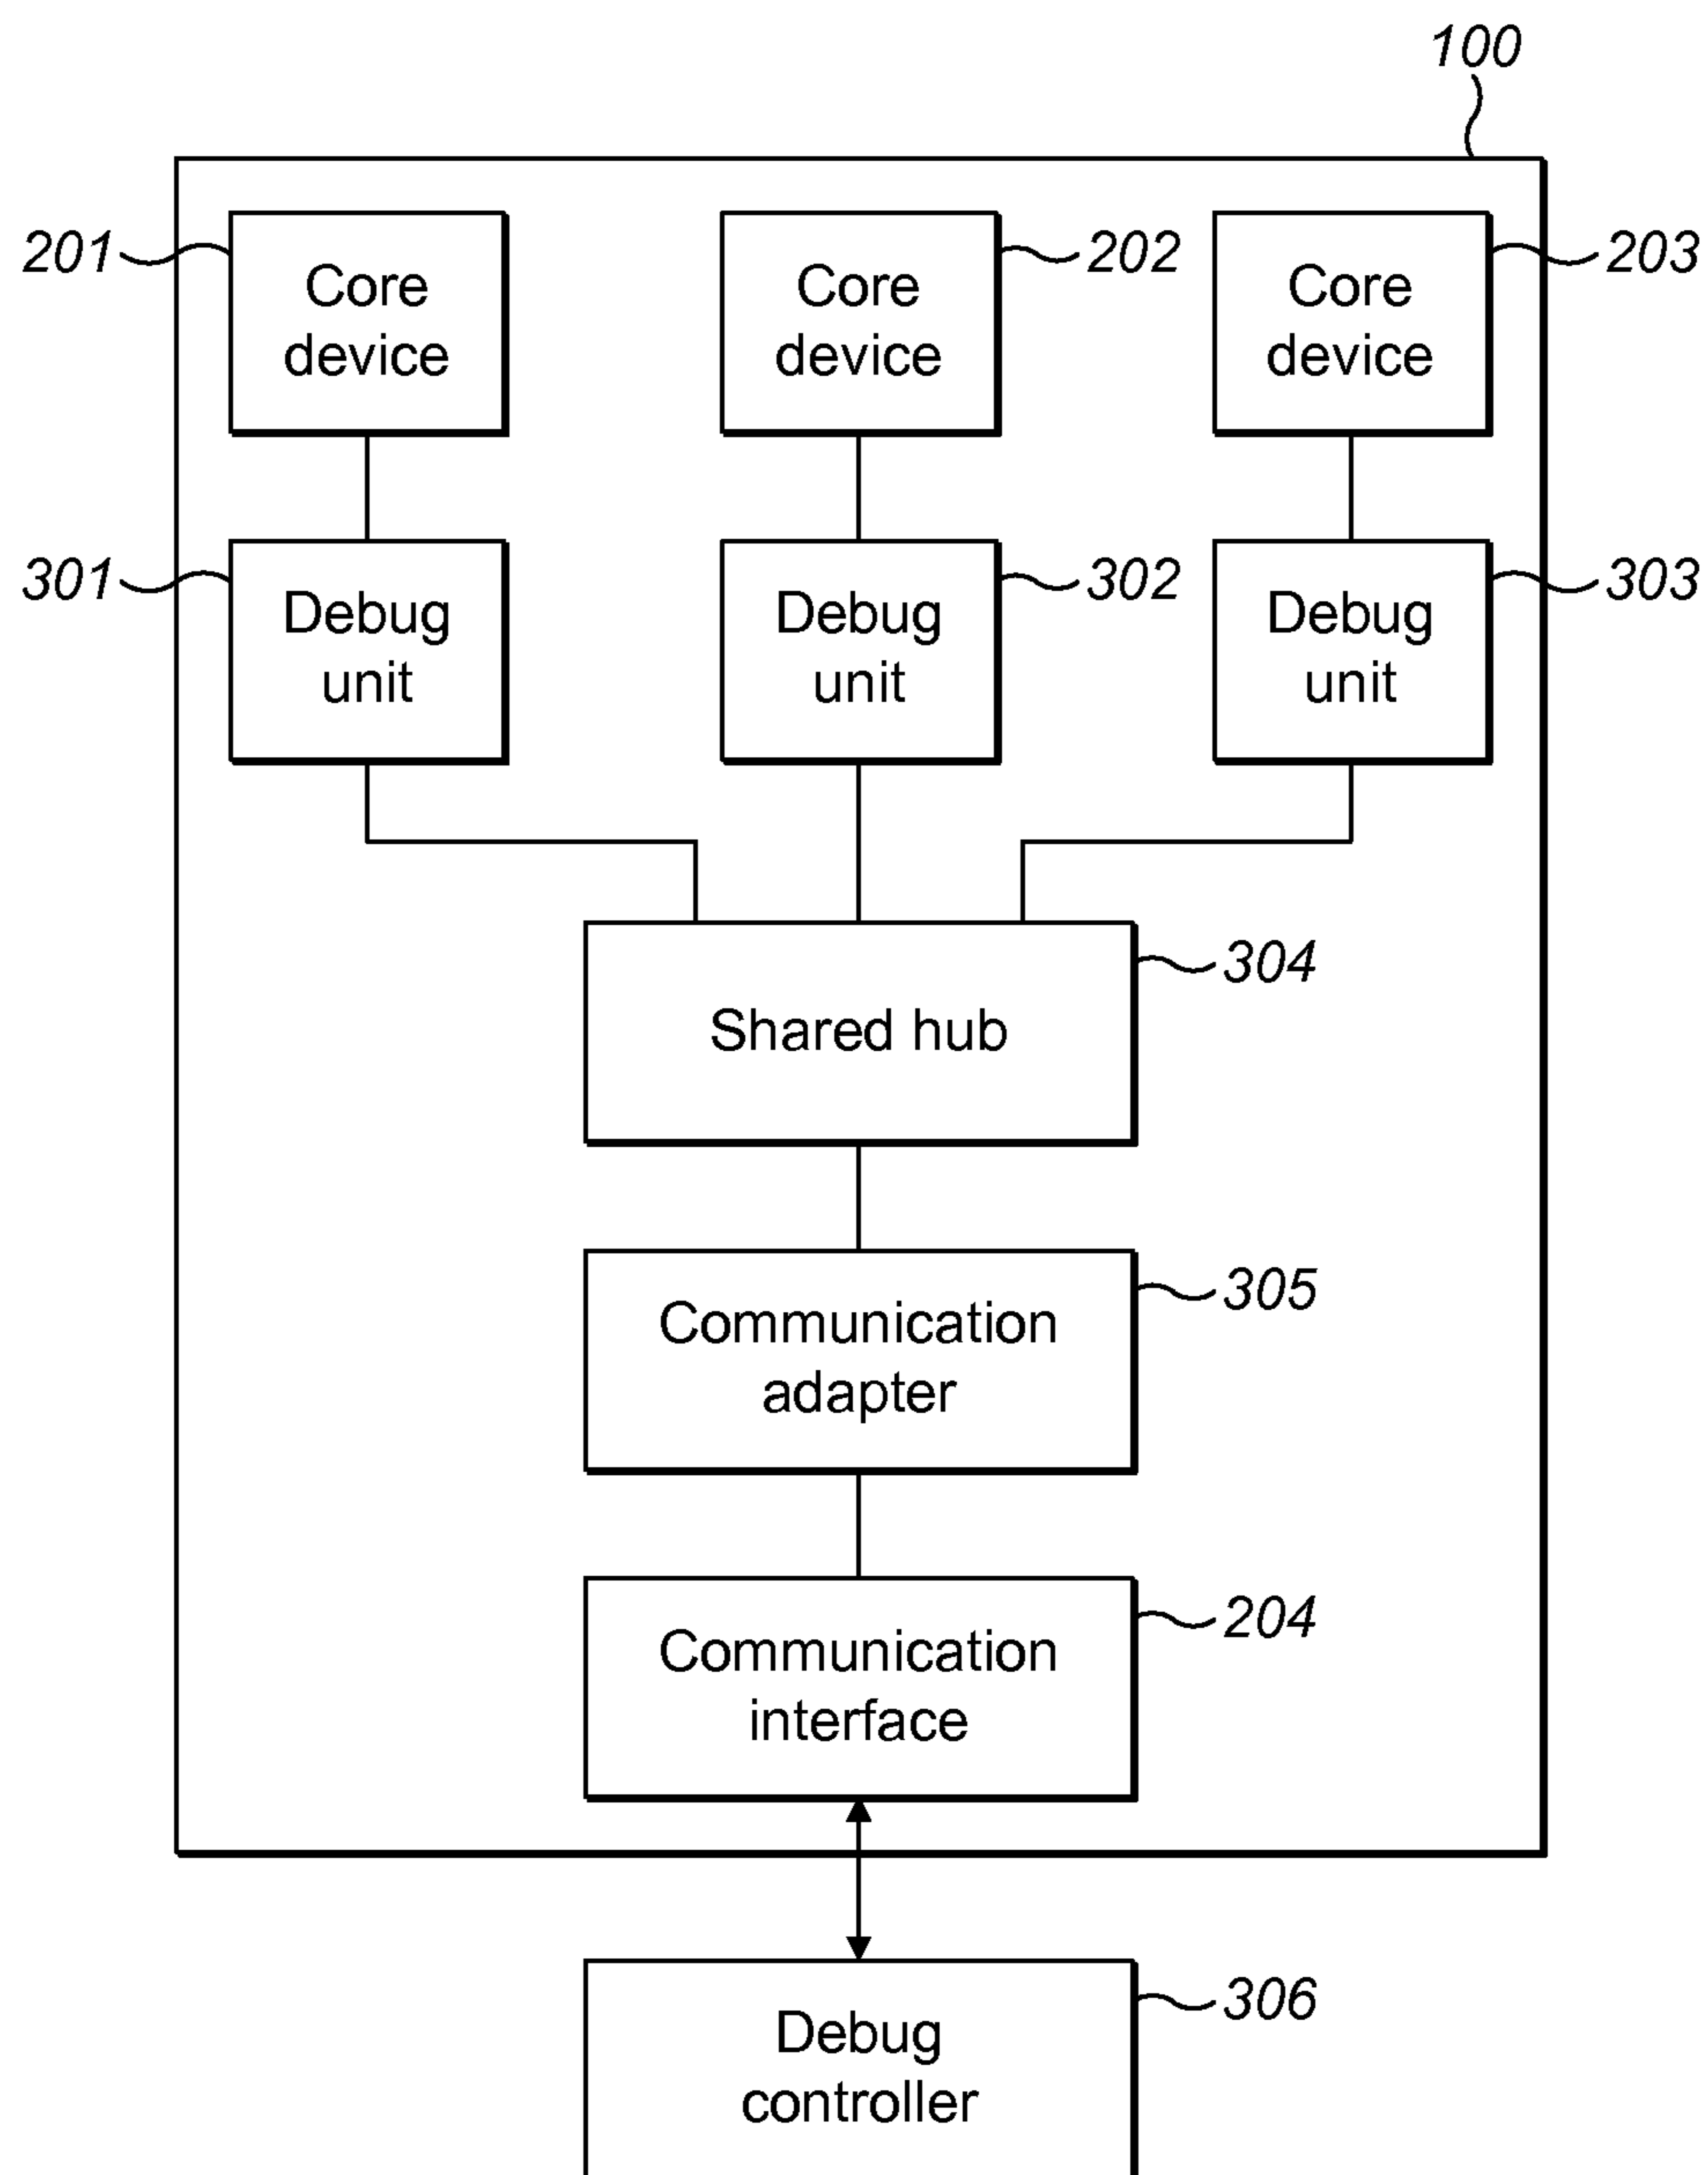 100
201
Core
device
Core
device
202
Core
device
203
301
Debug
unit
Debug
unit
302
Debug
unit
303
Shared hub
304
Communication
adapter
305
Communication
interface
204
Debug
controller
306